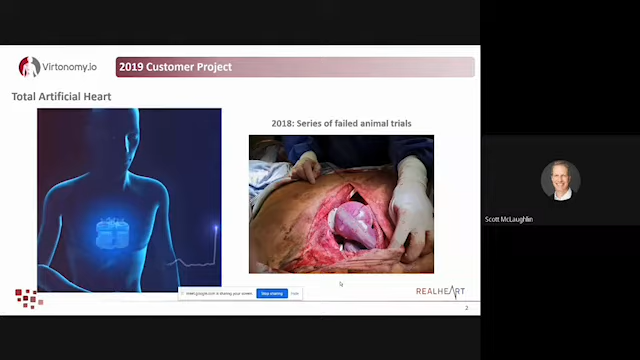 Virtonomy.io
2019 Customer Project
Total Artificial Heart
2018: Series of failed animal trials
meet.google.com is sharing your screen.
Stop sharing
Hide
REALHEART
2
Scott McLaughlin